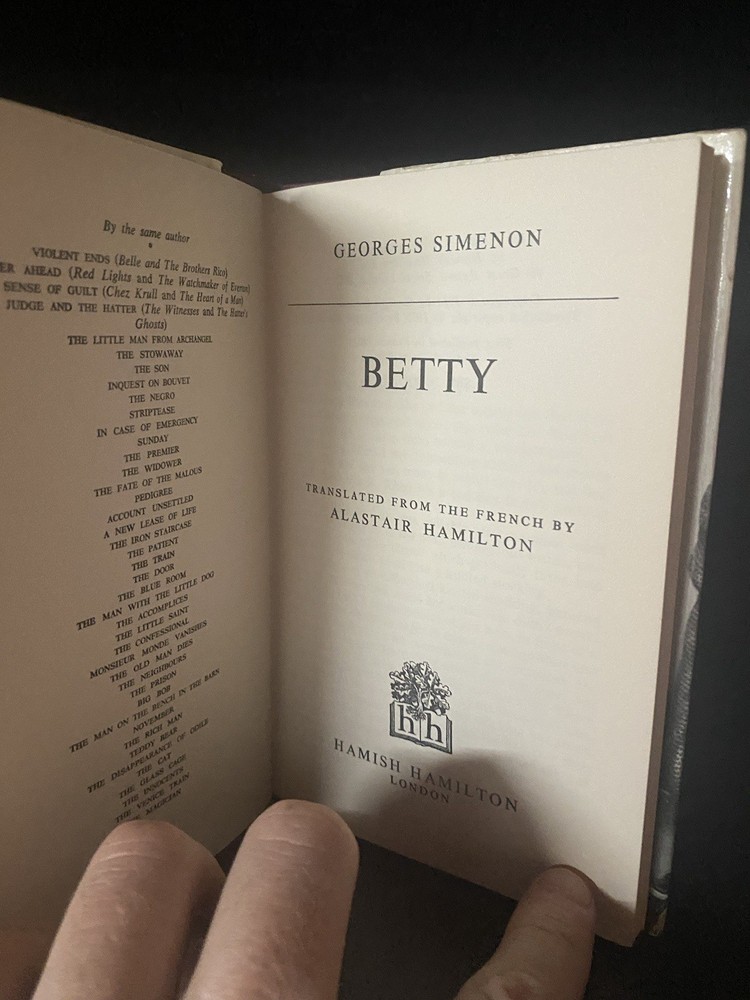 By the same author
*
VIOLENT ENDS (Belle and The Brothers Rico)
ER AHEAD (Red Lights and The Watchmaker of Everton)
SENSE OF GUILT (Chez Krull and The Heart of a Man)
JUDGE AND THE HATTER (The Witnesses and The Hatter's
Ghosts)
THE LITTLE MAN FROM ARCHANGEL
THE STOWAWAY
THE SON
INQUEST ON BOUVET
THE NEGRO
STRIPTEASE
IN CASE OF EMERGENCY
SUNDAY
THE PREMIER
THE WIDOWER
THE FATE OF THE MALOUS
PEDIGREE
ACCOUNT UNSETTLED
A NEW LEASE OF LIFE
THE IRON STAIRCASE
THE PATIENT
THE TRAIN
THE DOOR
THE BLUE ROOM
THE MAN WITH THE LITTLE DOG
THE ACCOMPLICES
THE LITTLE SAINT
THE CONFESSIONAL
MONSIEUR MONDE VANISHES
THE OLD MAN DIES
THE NEIGHBOURS
THE PRISON
BIG BOB
THE MAN ON THE BENCH IN THE BARN
NOVEMBER
THE RICH MAN
TEDDY BEAR
THE DISAPPEARANCE OF ODILE
THE CAT
THE GLASS CAGE
THE INNOCENTS
THE VENICE TRAIN
MAGICIAN
GEORGES SIMENON
BETTY
TRANSLATED FROM THE FRENCH BY
ALASTAIR HAMILTON
hh
HAMISH HAMILTON
LONDON